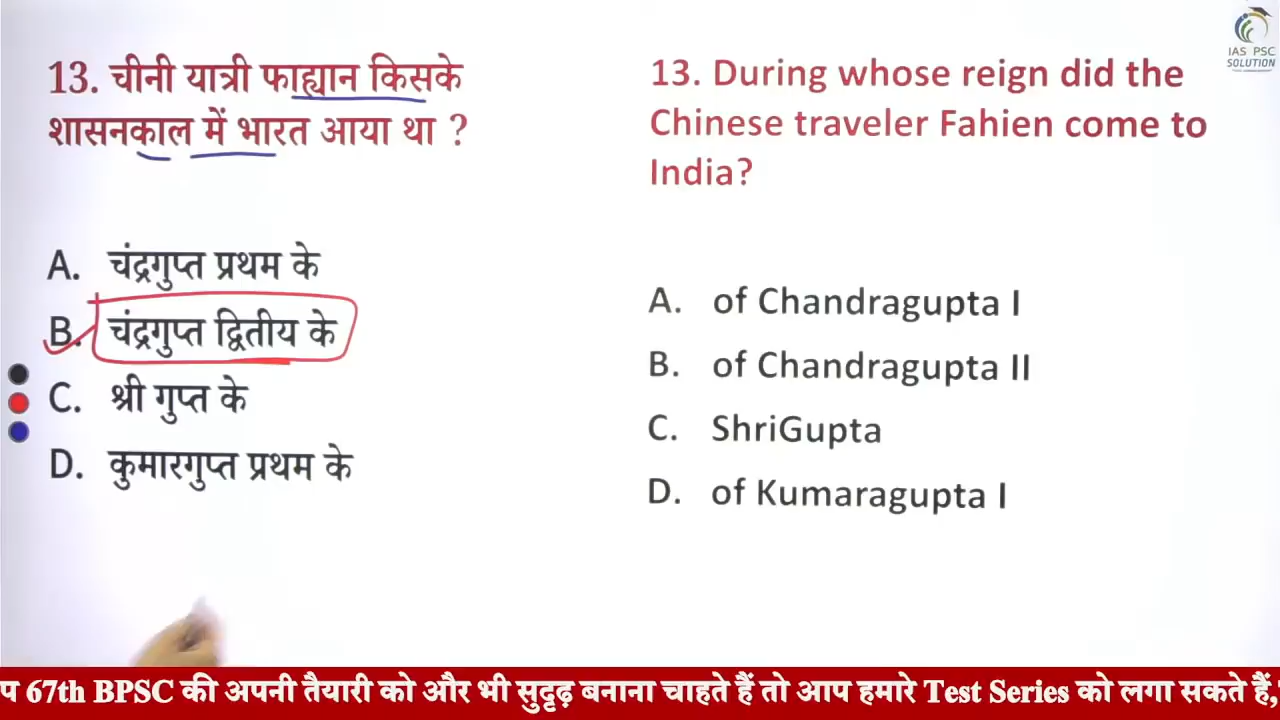 13. चीनी यात्री फाह्यान किसके
शासनकाल में भारत आया था ?
A. चंद्रगुप्त प्रथम के
B. चंद्रगुप्त द्वितीय के
C. श्री गुप्त के
D. कुमारगुप्त प्रथम के
13. During whose reign did the
Chinese traveler Fahien come to
India?
A. of Chandragupta I
B. of Chandragupta II
C. ShriGupta
D. of Kumaragupta I
IAS PSC
SOLUTION
प 67th BPSC की अपनी तैयारी को और भी सुदृढ़ बनाना चाहते हैं तो आप हमारे Test Series को लगा सकते हैं,